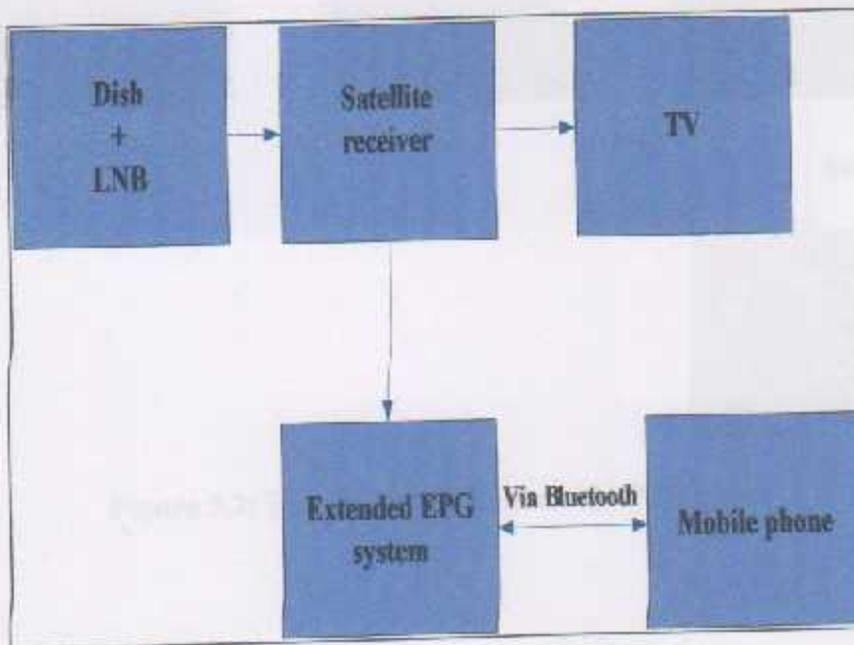 Dish
+
LNB
Satellite
receiver
TV
Extended EPG
system
Via Bluetooth
Mobile phone